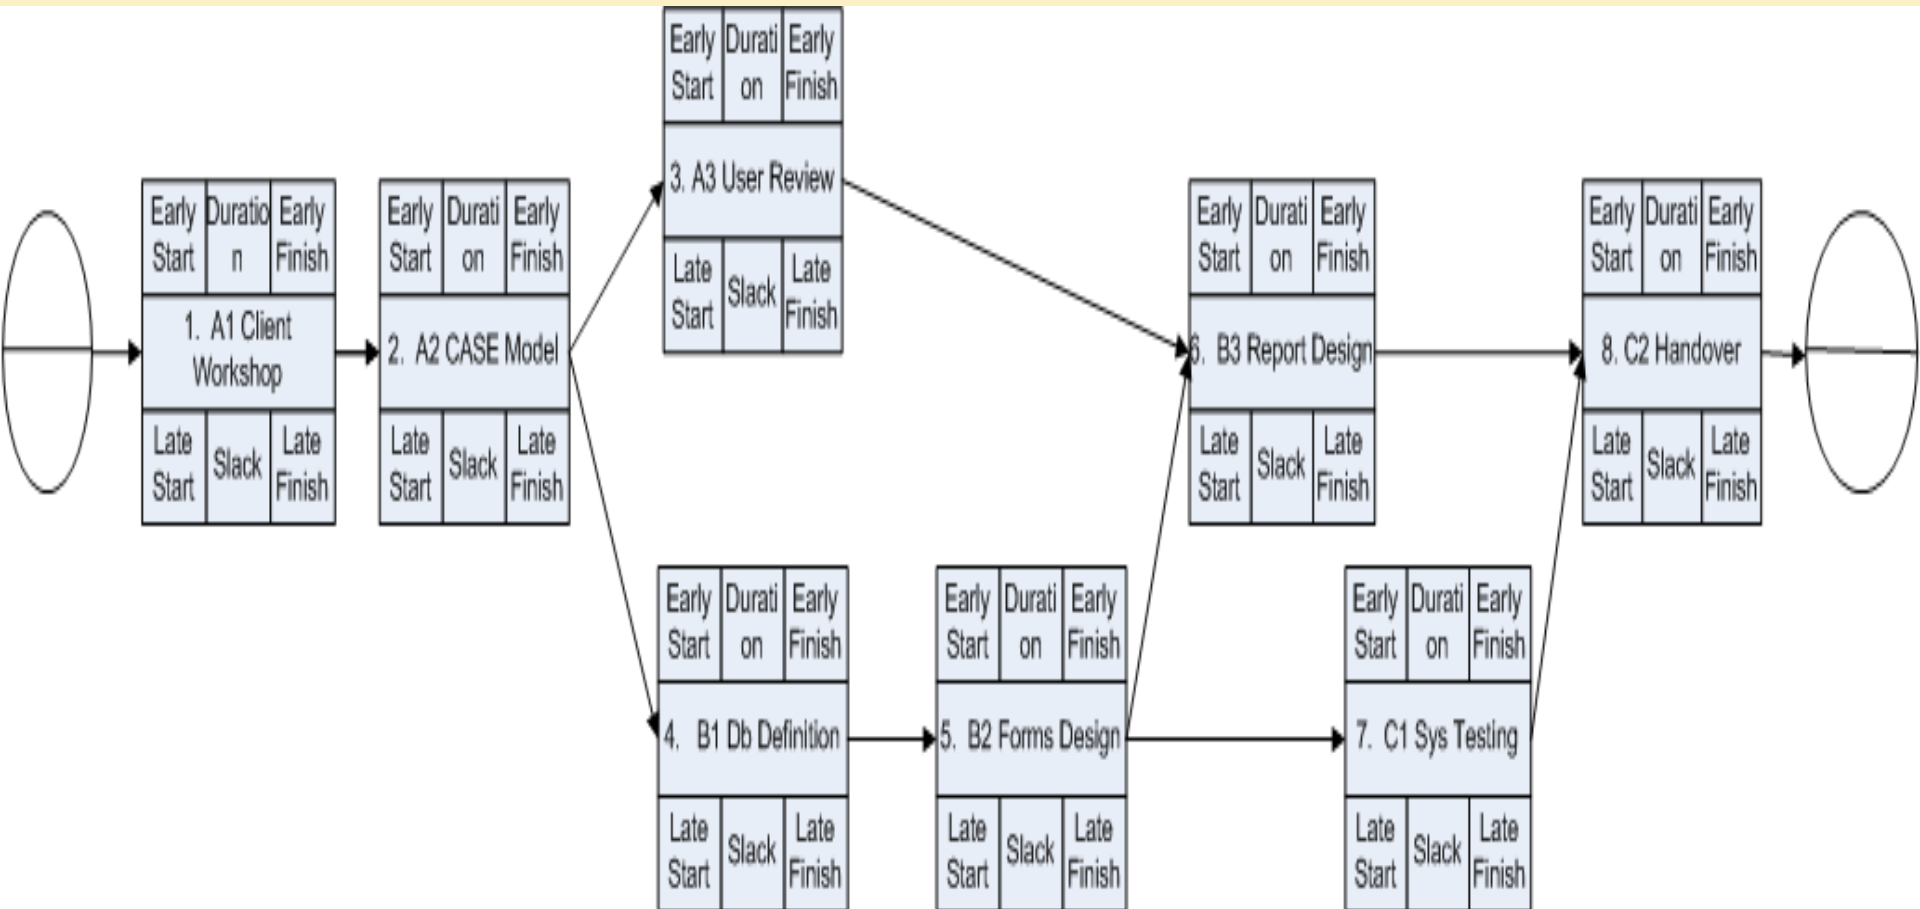 Early Start
Durati on
Early Finish
3. A3 User Review
Late Start
Slack
Late Finish
Early Start
Duratio n
Early Finish
1. A1 Client
Workshop
Late Start
Slack
Late Finish
Early Start
Durati on
Early Finish
2. A2 CASE Model
Late Start
Slack
Late Finish
Early Start
Durati on
Early Finish
6. B3 Report Design
Late Start
Slack
Late Finish
Early Start
Durati on
Early Finish
8. C2 Handover
Late Start
Slack
Late Finish
Early Start
Durati on
Early Finish
4. B1 Db Definition
Late Start
Slack
Late Finish
Early Start
Durati on
Early Finish
5. B2 Forms Design
Late Start
Slack
Late Finish
Early Start
Durati on
Early Finish
7. C1 Sys Testing
Late Start
Slack
Late Finish